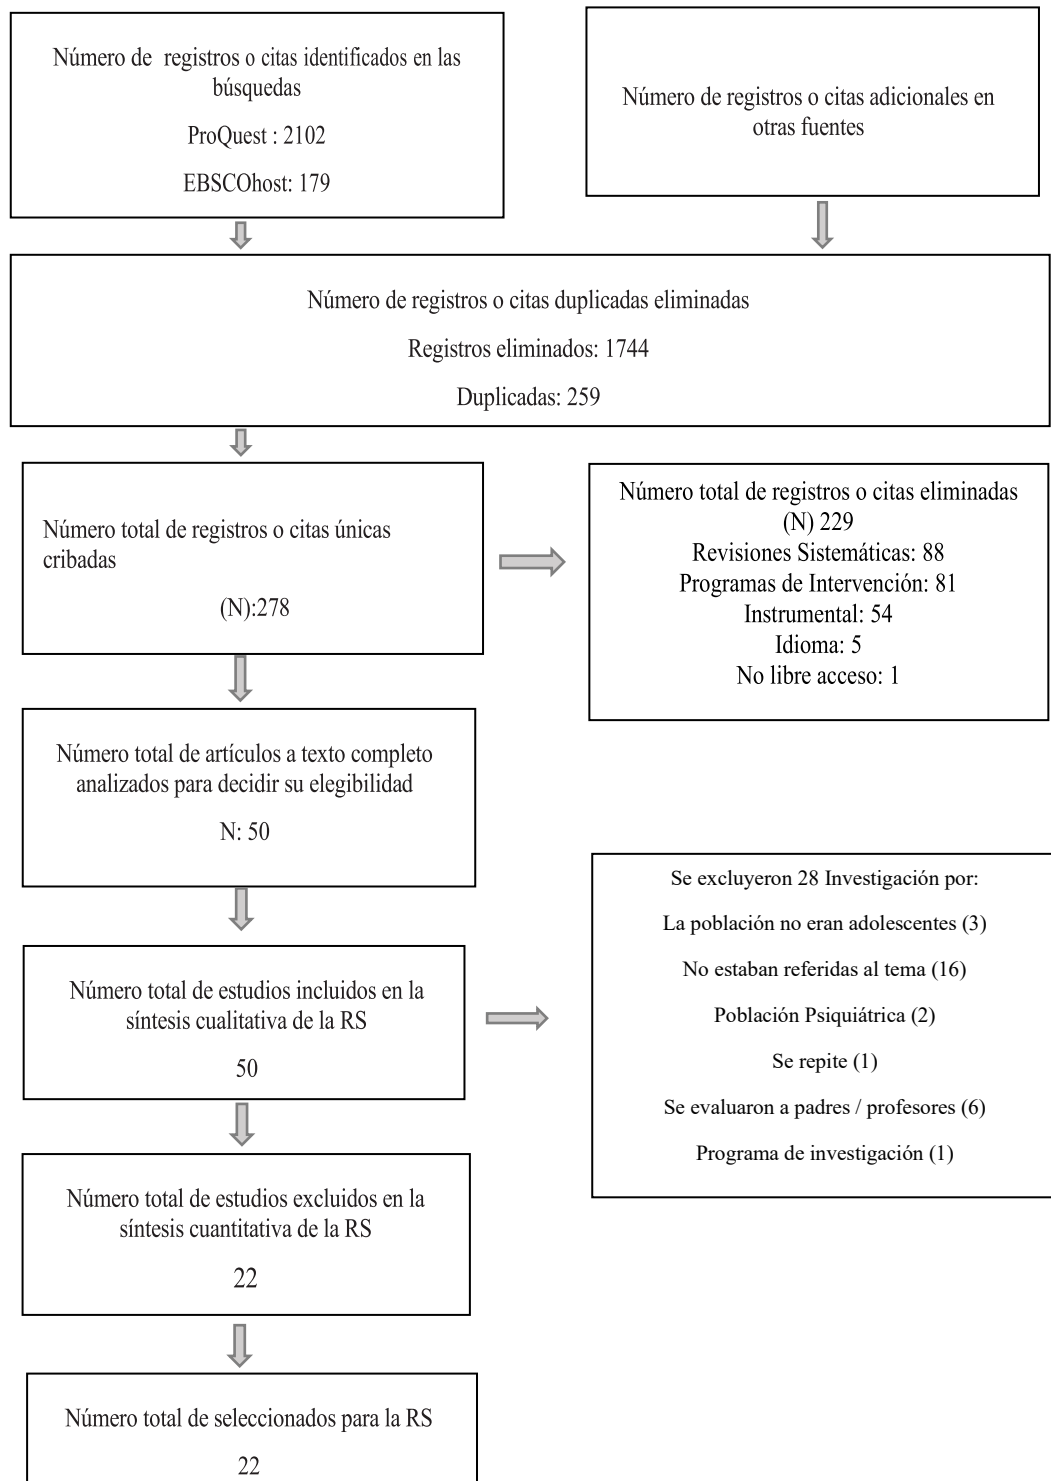 Número de registros o citas identificados en las
búsquedas
ProQuest : 2102
EBSCOhost: 179
Número de registros o citas adicionales en
otras fuentes
Número de registros o citas duplicadas eliminadas
Registros eliminados: 1744
Duplicadas: 259
Número total de registros o citas únicas
cribadas
(N):278
Número total de registros o citas eliminadas
(N) 229
Revisiones Sistemáticas: 88
Programas de Intervención: 81
Instrumental: 54
Idioma: 5
No libre acceso: 1
Número total de artículos a texto completo
analizados para decidir su elegibilidad
N: 50
Número total de estudios incluidos en la
síntesis cualitativa de la RS
50
Se excluyeron 28 Investigación por:
La población no eran adolescentes (3)
No estaban referidas al tema (16)
Población Psiquiátrica (2)
Se repite (1)
Se evaluaron a padres / profesores (6)
Programa de investigación (1)
Número total de estudios excluidos en la
síntesis cuantitativa de la RS
22
Número total de seleccionados para la RS
22